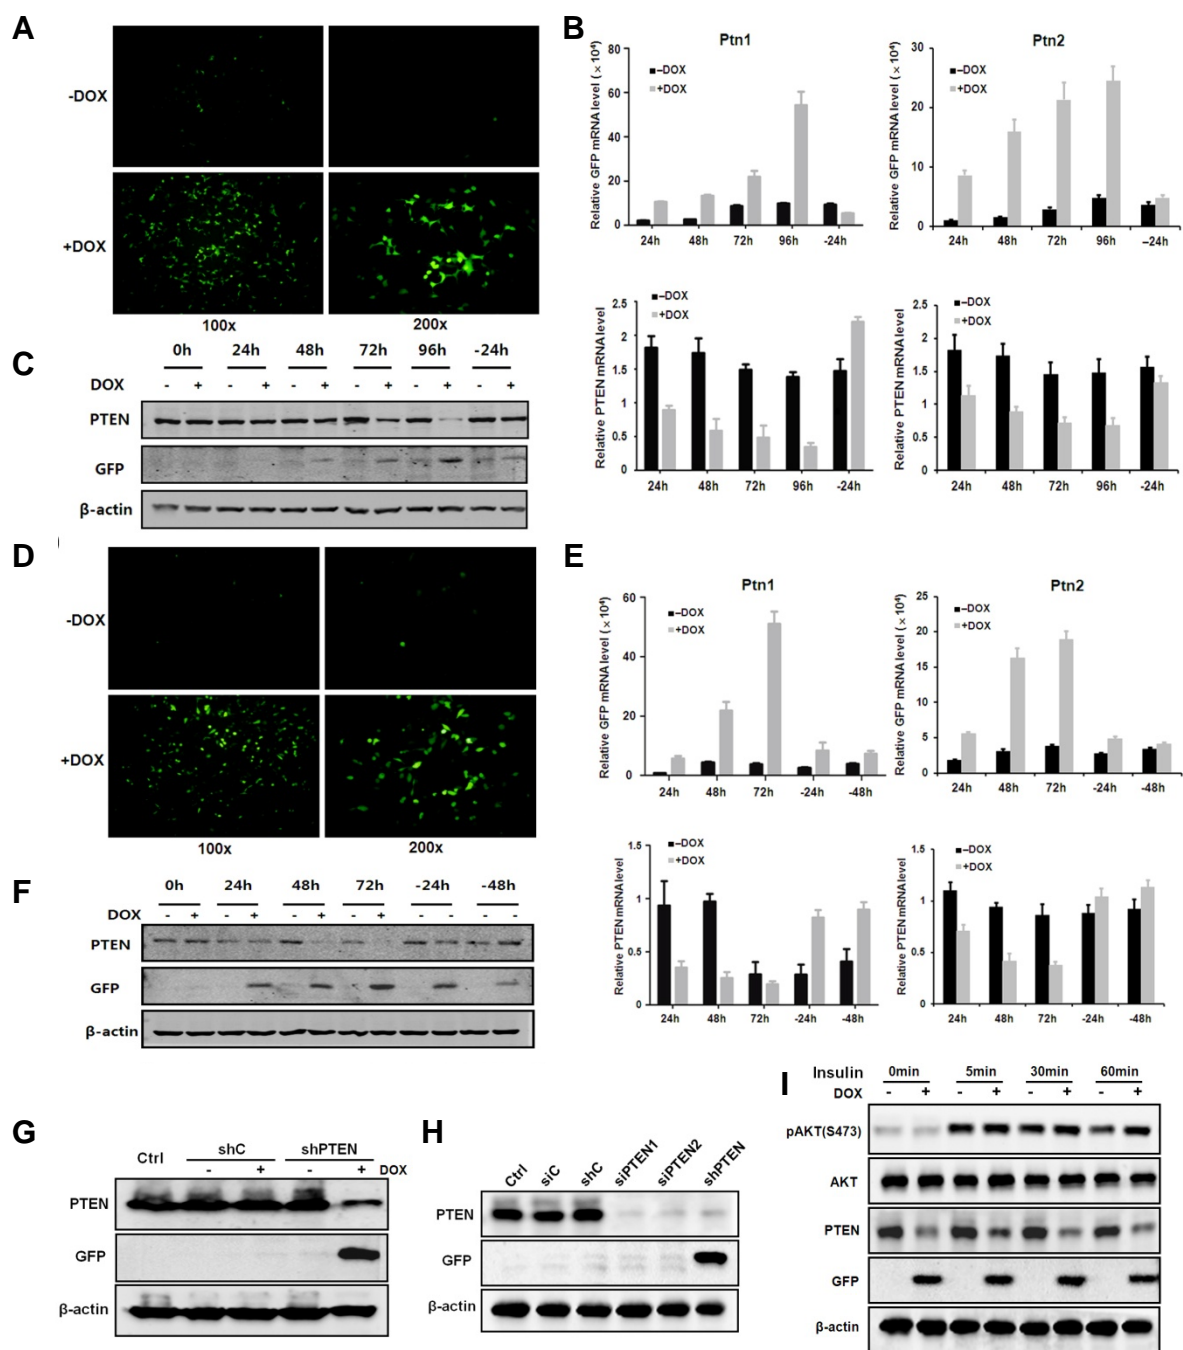 A
-DOX
+DOX
100x 200x
B
Ptn1
Relative GFP mRNA level (×10⁴)
80
60
40
20
0
–DOX
+DOX
24h 48h 72h 96h -24h
Ptn2
Relative GFP mRNA level (×10⁴)
30
20
10
0
–DOX
+DOX
24h 48h 72h 96h –24h
Relative PTEN mRNA level
2.5
2
1.5
1
0.5
0
–DOX
+DOX
24h 48h 72h 96h -24h
Relative PTEN mRNA level
2.5
2
1.5
1
0.5
0
–DOX
+DOX
24h 48h 72h 96h -24h
C
0h 24h 48h 72h 96h -24h
DOX - + - + - + - + - + - +
PTEN
GFP
β-actin
D
-DOX
+DOX
100x 200x
E
Ptn1
Relative GFP mRNA level (×10⁴)
60
40
20
0
–DOX
+DOX
24h 48h 72h -24h -48h
Ptn2
Relative GFP mRNA level (×10⁴)
25
20
15
10
5
0
–DOX
+DOX
24h 48h 72h -24h -48h
Relative PTEN mRNA level
1.5
1
0.5
0
–DOX
+DOX
24h 48h 72h -24h -48h
Relative PTEN mRNA level
1.5
1
0.5
0
–DOX
+DOX
24h 48h 72h -24h -48h
F
0h 24h 48h 72h -24h -48h
DOX - + - + - + - + - - - -
PTEN
GFP
β-actin
G
Ctrl shC shPTEN
- + - + DOX
PTEN
GFP
β-actin
H
Ctrl siC shC siPTEN1 siPTEN2 shPTEN
PTEN
GFP
β-actin
I
Insulin 0min 5min 30min 60min
DOX - + - + - + - +
pAKT(S473)
AKT
PTEN
GFP
β-actin